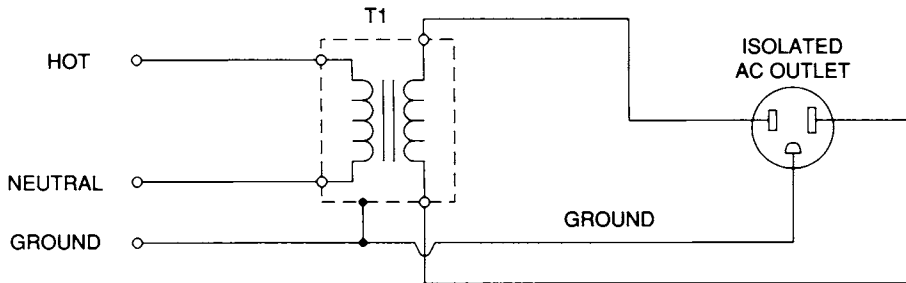 T1
HOT
ISOLATED
AC OUTLET
NEUTRAL
GROUND
GROUND